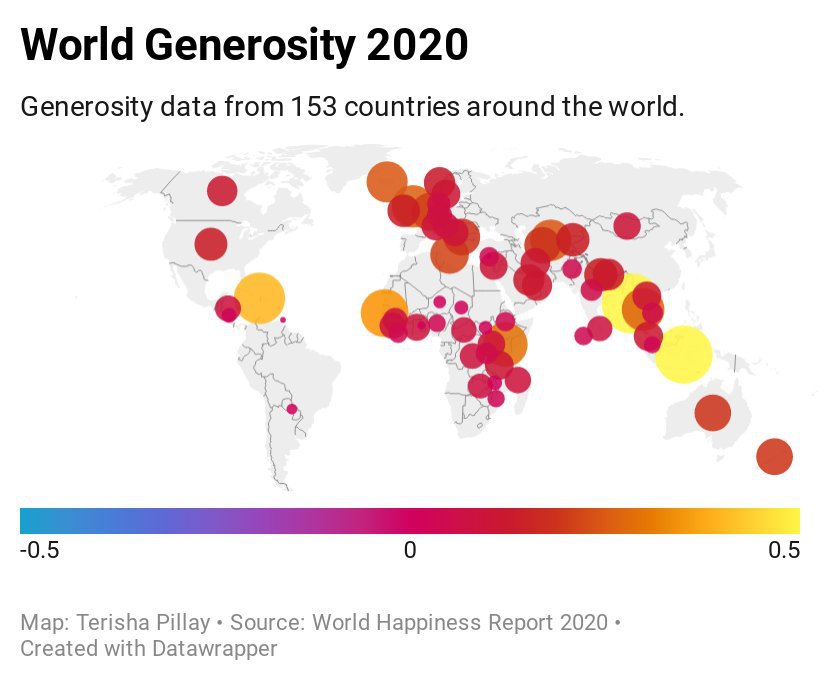 World Generosity 2020
Generosity data from 153 countries around the world.
-0.5 0 0.5
Map: Terisha Pillay • Source: World Happiness Report 2020 •
Created with Datawrapper